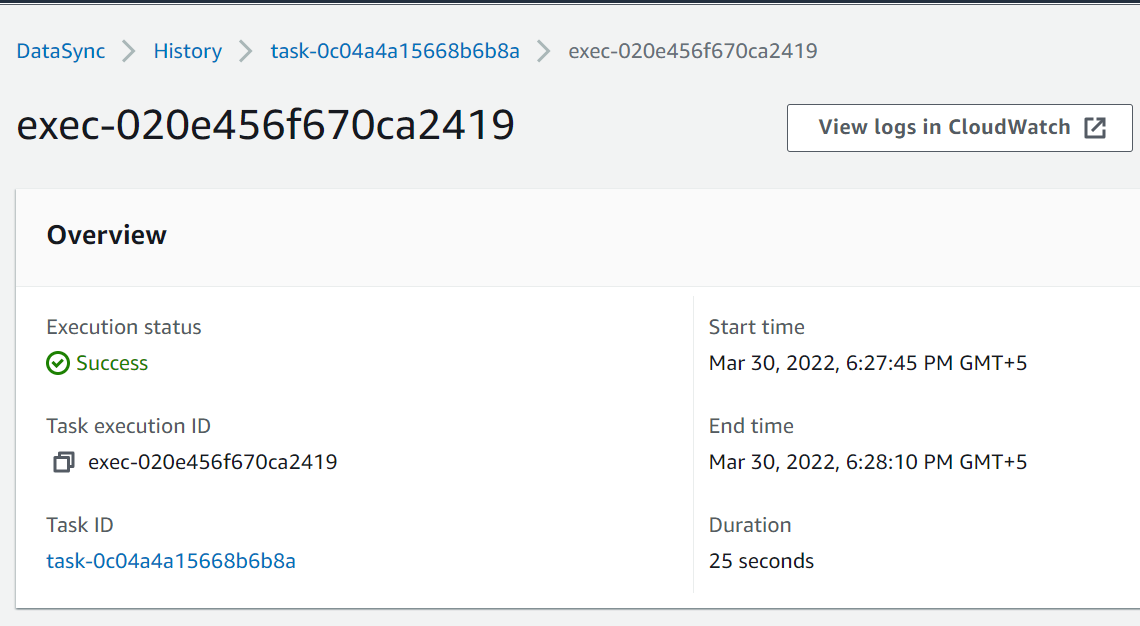 DataSync > History > task-0c04a4a15668b6b8a > exec-020e456f670ca2419
exec-020e456f670ca2419
View logs in CloudWatch
Overview
Execution status
Success
Task execution ID
exec-020e456f670ca2419
Task ID
task-0c04a4a15668b6b8a
Start time
Mar 30, 2022, 6:27:45 PM GMT+5
End time
Mar 30, 2022, 6:28:10 PM GMT+5
Duration
25 seconds